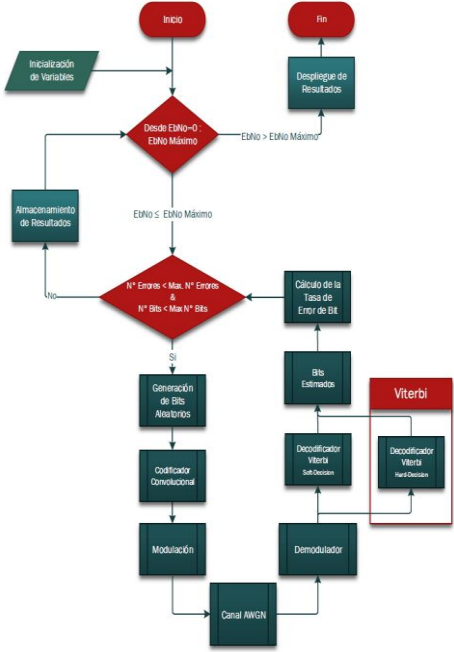 Inicio
Fin
Inicialización
de Variables
Despliegue de
Resultados
Desde EbNo=0 :
EbNo Máximo
EbNo > EbNo Máximo
Almacenamiento
de Resultados
EbNo ≤ EbNo Máximo
N° Errores < Max. N° Errores
&
N° Bits < Max N° Bits
No
Si
Cálculo de la
Tasa de
Error de Bit
Generación
de Bits
Aleatorios
Bits
Estimados
Viterbi
Codificador
Convolucional
Decodificador
Viterbi
Soft-Decision
Decodificador
Viterbi
Hard-Decision
Modulación
Demodulador
Canal AWGN